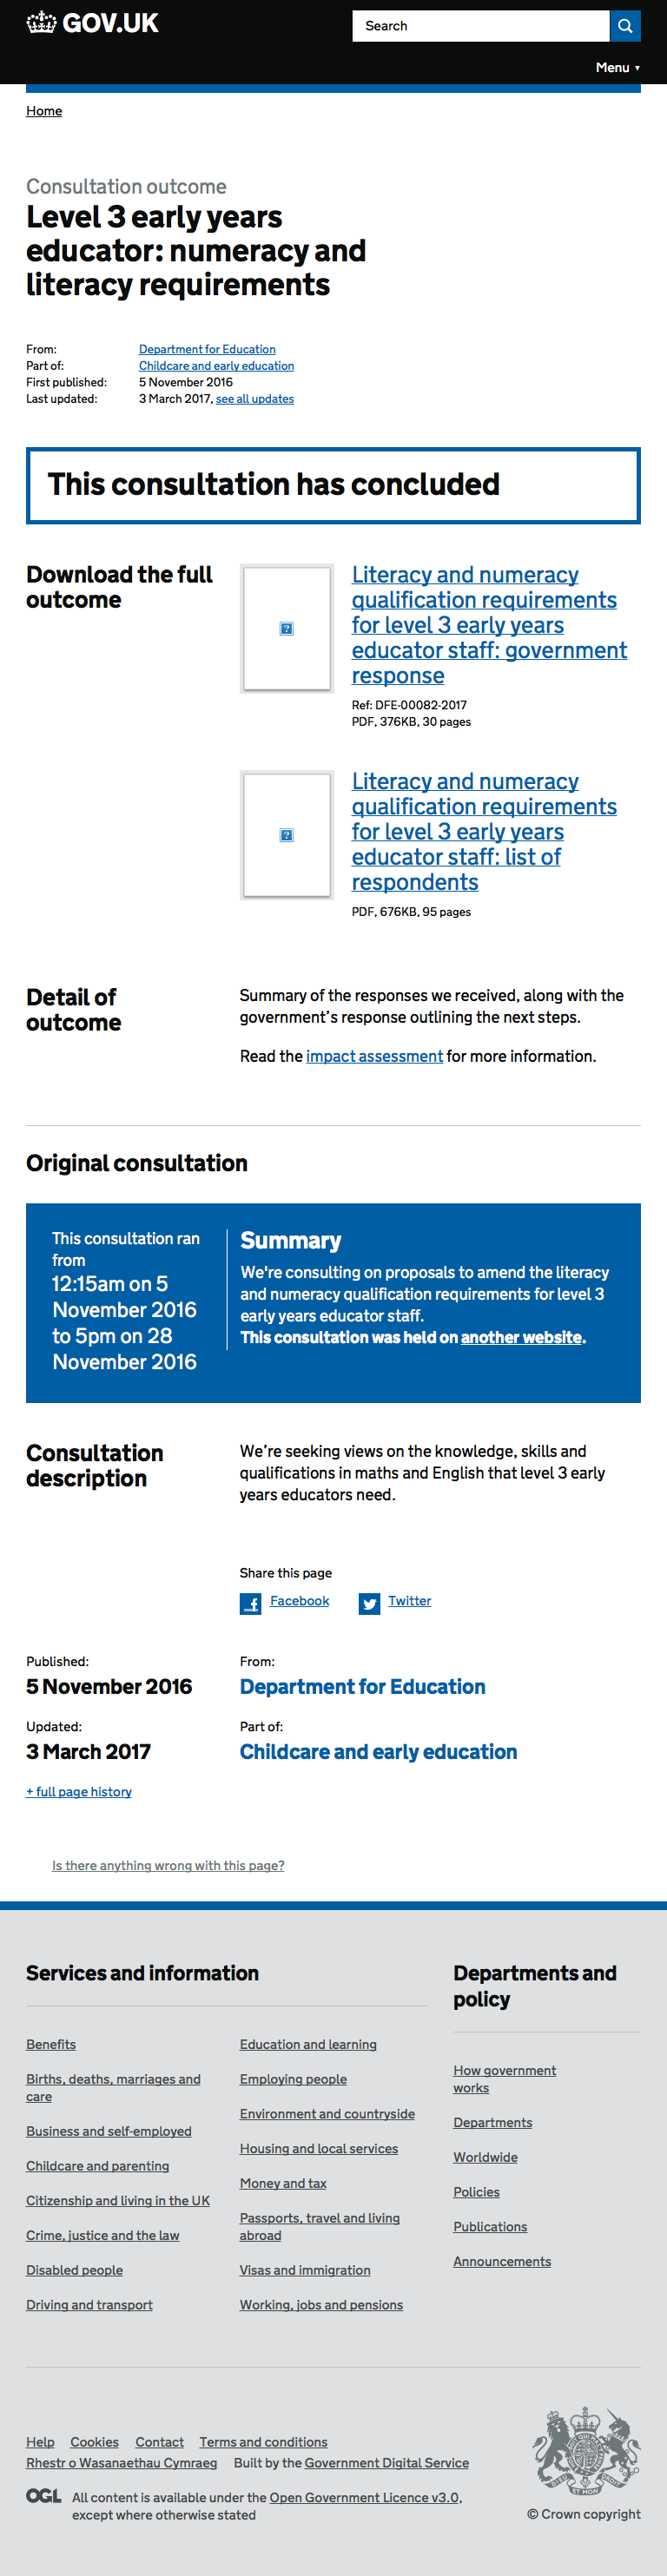 GOV.UK
Search
Menu ▼
Home
Consultation outcome
Level 3 early years
educator: numeracy and
literacy requirements
From: Department for Education
Part of: Childcare and early education
First published: 5 November 2016
Last updated: 3 March 2017, see all updates
This consultation has concluded
Download the full
outcome
Literacy and numeracy
qualification requirements
for level 3 early years
educator staff: government
response
Ref: DFE-00082-2017
PDF, 376KB, 30 pages
Literacy and numeracy
qualification requirements
for level 3 early years
educator staff: list of
respondents
PDF, 676KB, 95 pages
Detail of
outcome
Summary of the responses we received, along with the
government’s response outlining the next steps.
Read the impact assessment for more information.
Original consultation
This consultation ran
from
12:15am on 5
November 2016
to 5pm on 28
November 2016
Summary
We're consulting on proposals to amend the literacy
and numeracy qualification requirements for level 3
early years educator staff.
This consultation was held on another website.
Consultation
description
We’re seeking views on the knowledge, skills and
qualifications in maths and English that level 3 early
years educators need.
Share this page
Facebook
Twitter
Published:
5 November 2016
From:
Department for Education
Updated:
3 March 2017
Part of:
Childcare and early education
+ full page history
Is there anything wrong with this page?
Services and information
Benefits
Births, deaths, marriages and
care
Business and self-employed
Childcare and parenting
Citizenship and living in the UK
Crime, justice and the law
Disabled people
Driving and transport
Education and learning
Employing people
Environment and countryside
Housing and local services
Money and tax
Passports, travel and living
abroad
Visas and immigration
Working, jobs and pensions
Departments and
policy
How government
works
Departments
Worldwide
Policies
Publications
Announcements
Help Cookies Contact Terms and conditions
Rhestr o Wasanaethau Cymraeg Built by the Government Digital Service
OGL
All content is available under the Open Government Licence v3.0,
except where otherwise stated
© Crown copyright